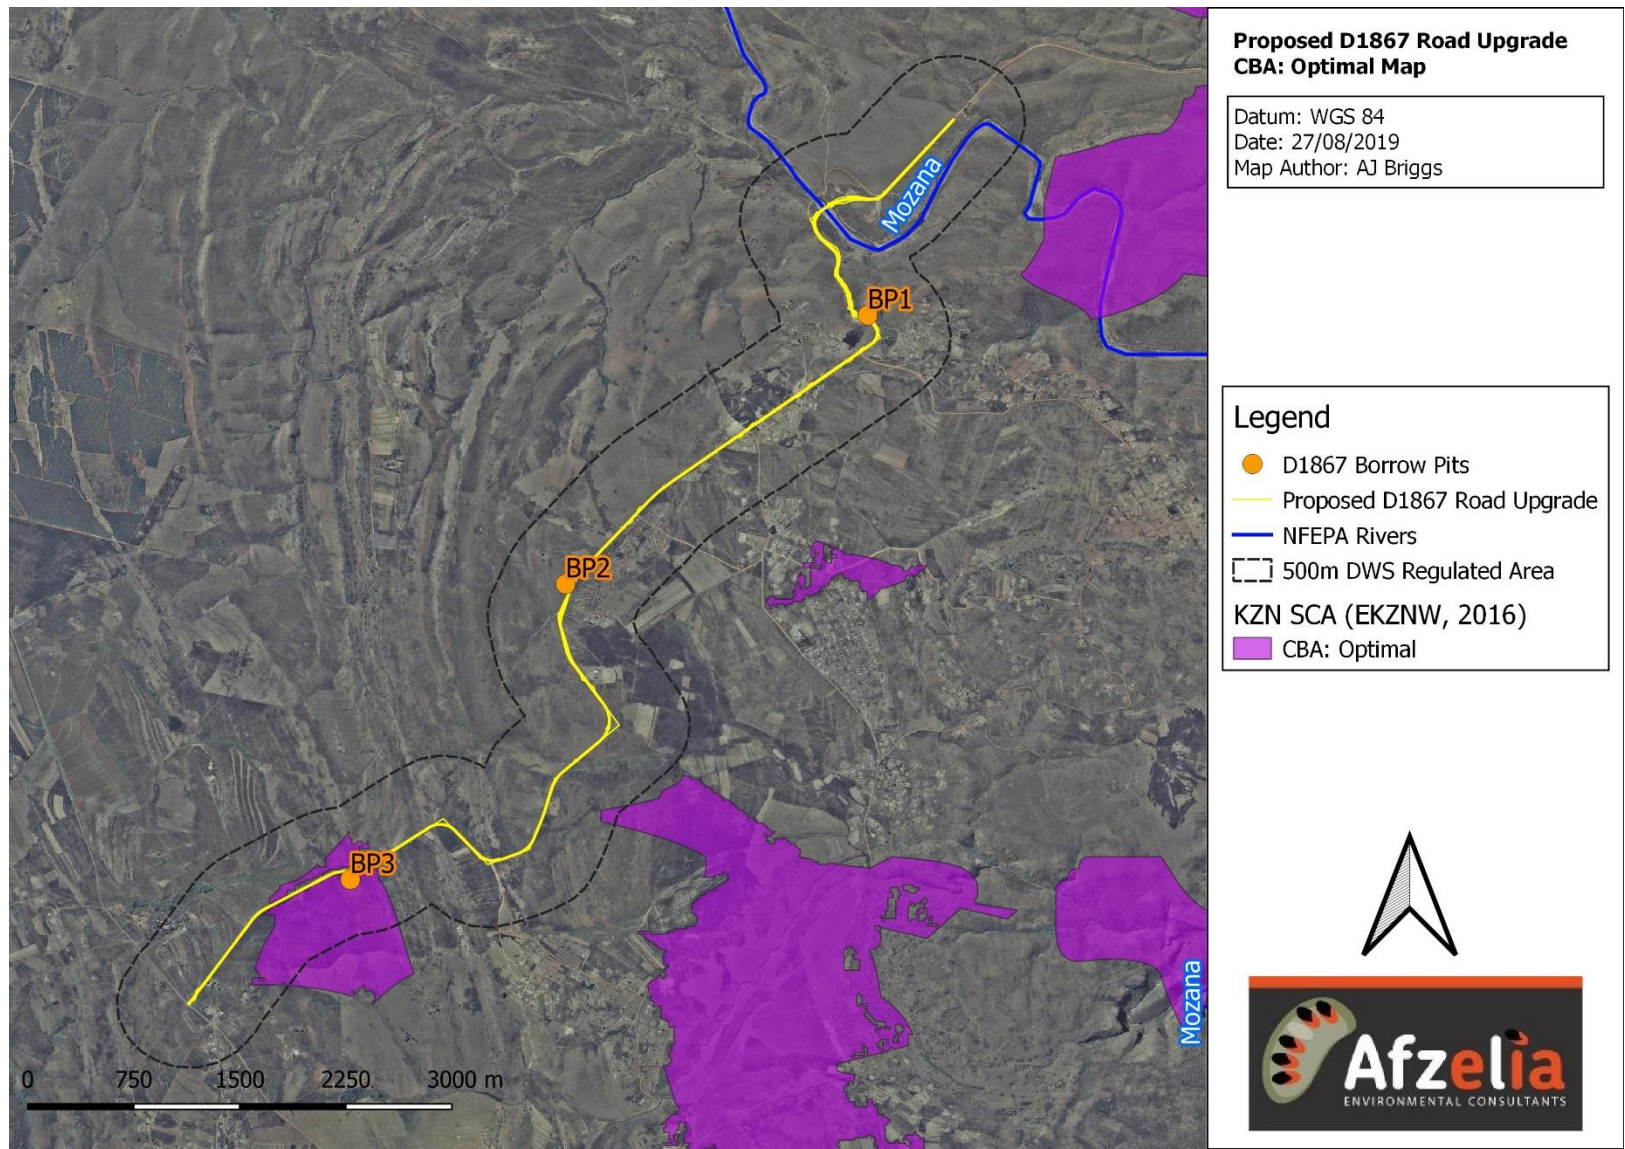 Proposed D1867 Road Upgrade
CBA: Optimal Map
Datum: WGS 84
Date: 27/08/2019
Map Author: AJ Briggs
Mozana
BP1
BP2
BP3
Mozana
0 750 1500 2250 3000 m
Legend
D1867 Borrow Pits
Proposed D1867 Road Upgrade
NFEPA Rivers
500m DWS Regulated Area
KZN SCA (EKZNW, 2016)
CBA: Optimal
Afzelia
ENVIRONMENTAL CONSULTANTS